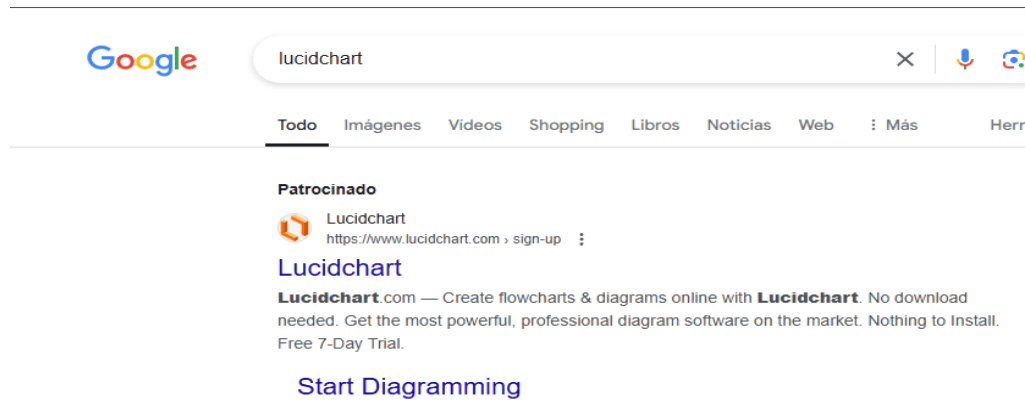 Google
lucidchart
Todo Imágenes Vídeos Shopping Libros Noticias Web Más
Patrocinado
Lucidchart
https://www.lucidchart.com › sign-up
Lucidchart
Lucidchart.com — Create flowcharts & diagrams online with Lucidchart. No download
needed. Get the most powerful, professional diagram software on the market. Nothing to Install.
Free 7-Day Trial.
Start Diagramming